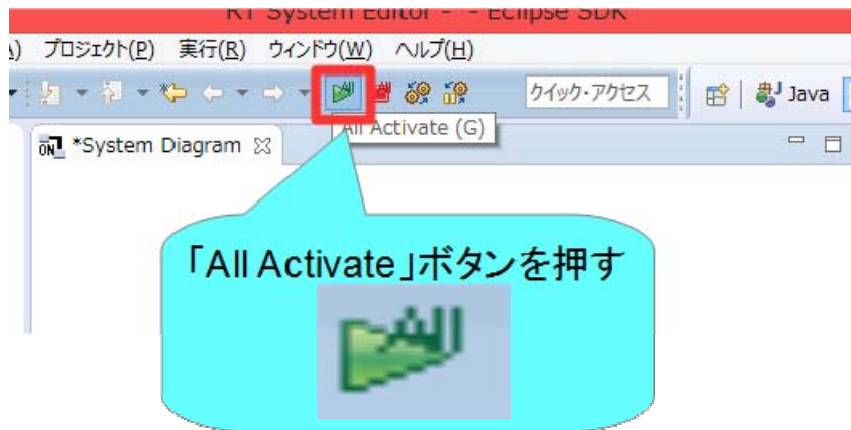 RT System Editor - - Eclipse SDK
) プロジェクト(P) 実行(R) ウィンドウ(W) ヘルプ(H)
クイック・アクセス Java
All Activate (G)
ON *System Diagram
「All Activate」ボタンを押す
All